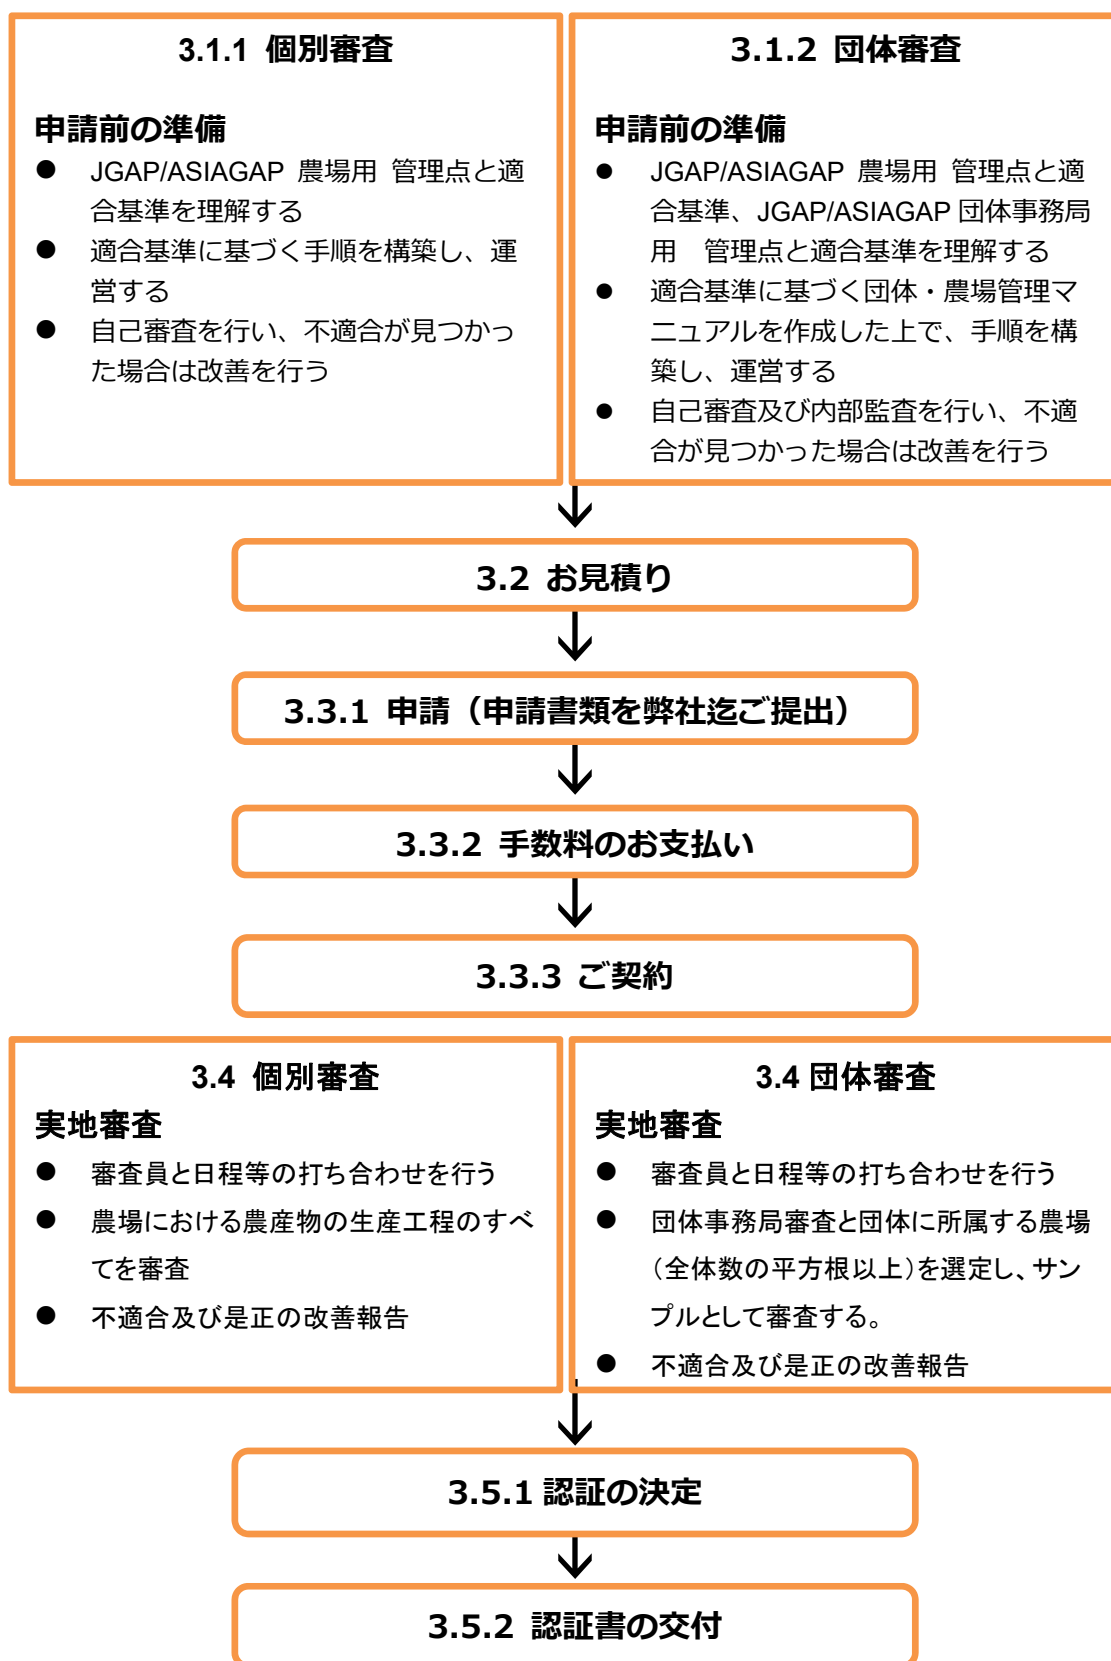 3.1.1 個別審査
申請前の準備
● JGAP/ASIAGAP 農場用 管理点と適
合基準を理解する
● 適合基準に基づく手順を構築し、運
営する
● 自己審査を行い、不適合が見つかっ
た場合は改善を行う
3.1.2 団体審査
申請前の準備
● JGAP/ASIAGAP 農場用 管理点と適
合基準、JGAP/ASIAGAP 団体事務局
用　管理点と適合基準を理解する
● 適合基準に基づく団体・農場管理マ
ニュアルを作成した上で、手順を構
築し、運営する
● 自己審査及び内部監査を行い、不適
合が見つかった場合は改善を行う
3.2 お見積り
3.3.1 申請（申請書類を弊社迄ご提出）
3.3.2 手数料のお支払い
3.3.3 ご契約
3.4 個別審査
実地審査
● 審査員と日程等の打ち合わせを行う
● 農場における農産物の生産工程のすべ
てを審査
● 不適合及び是正の改善報告
3.4 団体審査
実地審査
● 審査員と日程等の打ち合わせを行う
● 団体事務局審査と団体に所属する農場
（全体数の平方根以上）を選定し、サン
プルとして審査する。
● 不適合及び是正の改善報告
3.5.1 認証の決定
3.5.2 認証書の交付